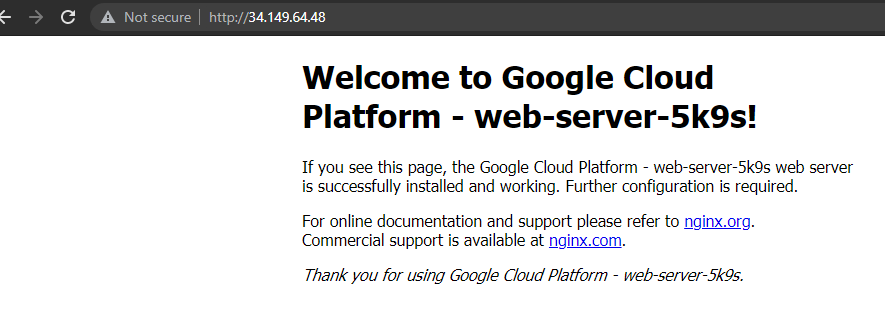 Not secure | http://34.149.64.48
Welcome to Google Cloud
Platform - web-server-5k9s!
If you see this page, the Google Cloud Platform - web-server-5k9s web server
is successfully installed and working. Further configuration is required.
For online documentation and support please refer to nginx.org.
Commercial support is available at nginx.com.
Thank you for using Google Cloud Platform - web-server-5k9s.